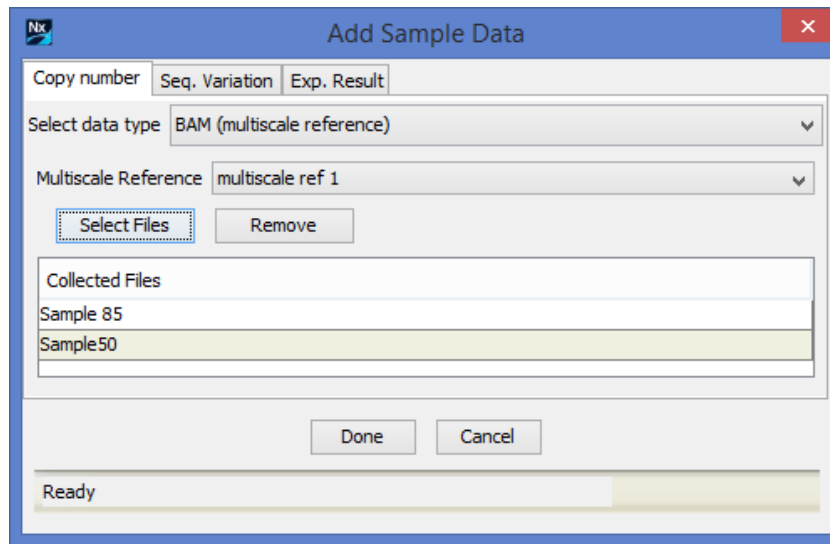 Nx
Add Sample Data
Copy number Seq. Variation Exp. Result
Select data type BAM (multiscale reference)
Multiscale Reference multiscale ref 1
Select Files Remove
Collected Files
Sample 85
Sample50
Done Cancel
Ready